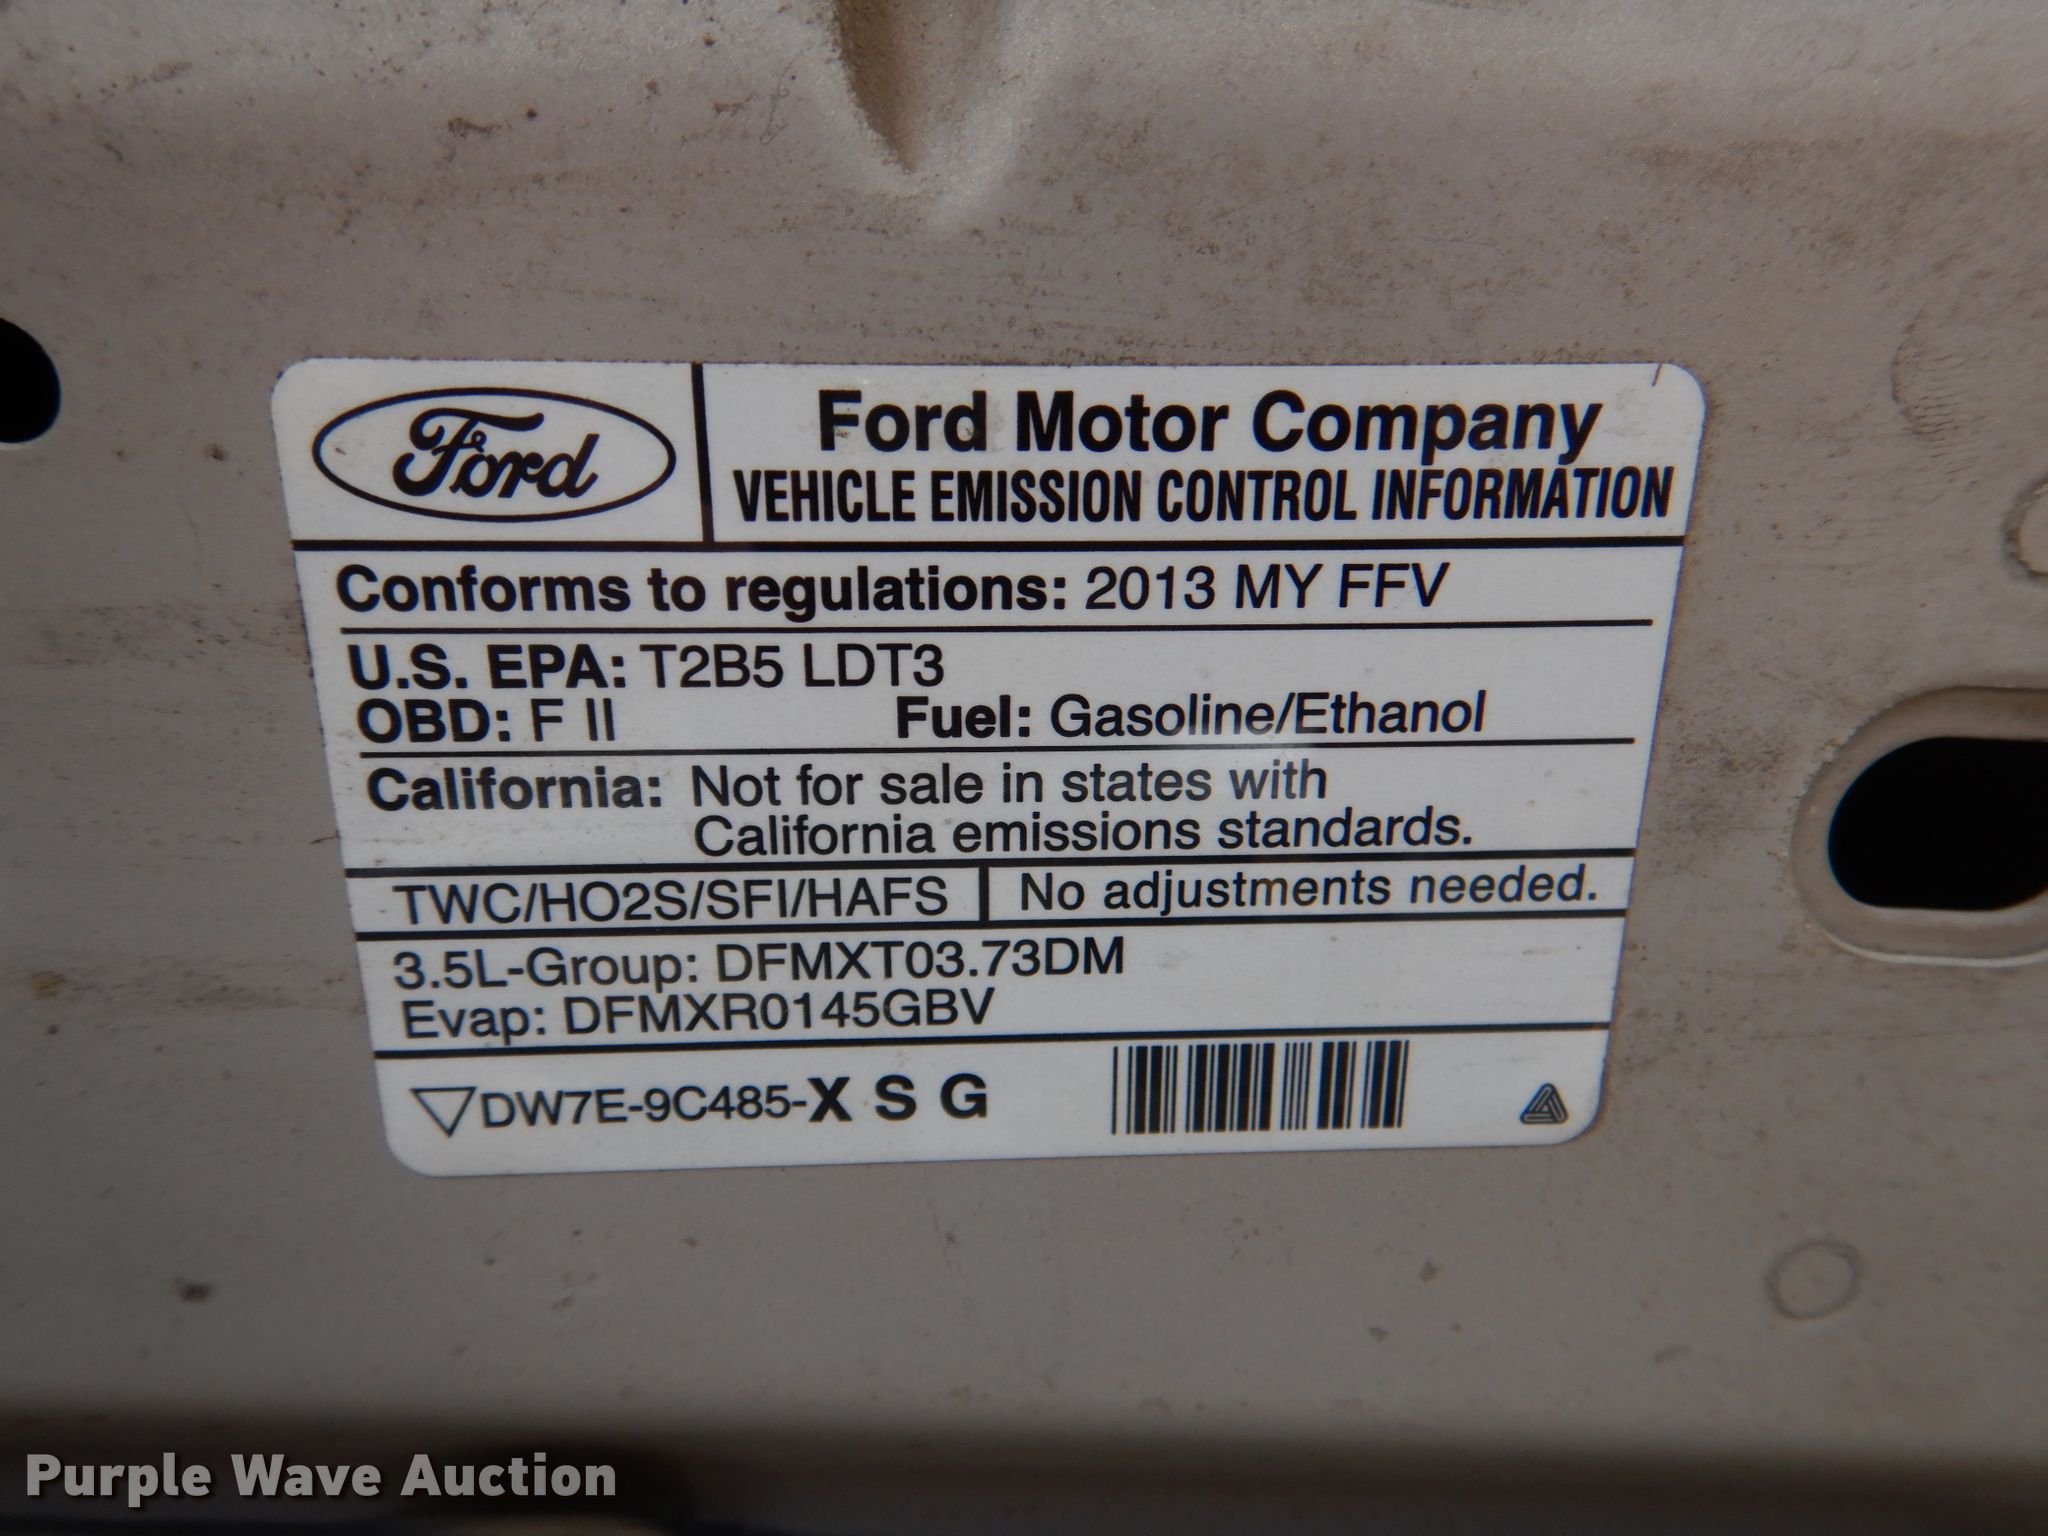 Ford
Ford Motor Company
VEHICLE EMISSION CONTROL INFORMATION
Conforms to regulations: 2013 MY FFV
U.S. EPA: T2B5 LDT3
OBD: F II Fuel: Gasoline/Ethanol
California: Not for sale in states with
California emissions standards.
TWC/HO2S/SFI/HAFS No adjustments needed.
3.5L-Group: DFMXT03.73DM
Evap: DFMXR0145GBV
DW7E-9C485-X S G
Purple Wave Auction